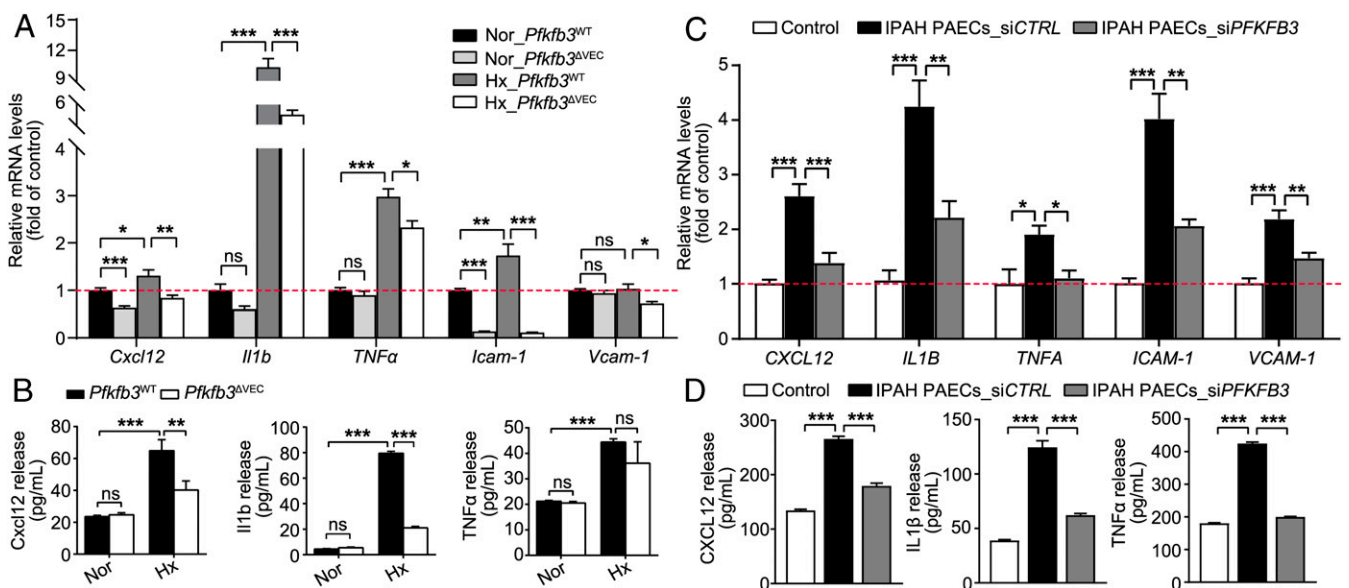 A
Relative mRNA levels
(fold of control)
15
12
9
6
4
3
2
1
0
Nor_Pfkfb3WT
Nor_Pfkfb3ΔVEC
Hx_Pfkfb3WT
Hx_Pfkfb3ΔVEC
* *** **
ns *** ***
ns *** *
*** ** ***
ns ns *
Cxcl12 Il1b TNFα Icam-1 Vcam-1
C
Control IPAH PAECs_siCTRL IPAH PAECs_siPFKFB3
Relative mRNA levels
(fold of control)
5
4
3
2
1
0
*** ***
*** **
* *
*** **
*** **
CXCL12 IL1B TNFA ICAM-1 VCAM-1
B
Pfkfb3WT Pfkfb3ΔVEC
Cxcl12 release
(pg/mL)
80
60
40
20
0
ns *** **
Nor Hx
Il1b release
(pg/mL)
100
80
60
40
20
0
ns *** ***
Nor Hx
TNFα release
(pg/mL)
60
40
20
0
ns *** ns
Nor Hx
D
Control IPAH PAECs_siCTRL IPAH PAECs_siPFKFB3
CXCL12 release
(pg/mL)
300
200
100
0
*** ***
IL1β release
(pg/mL)
150
100
50
0
*** ***
TNFα release
(pg/mL)
500
400
300
200
100
0
*** ***